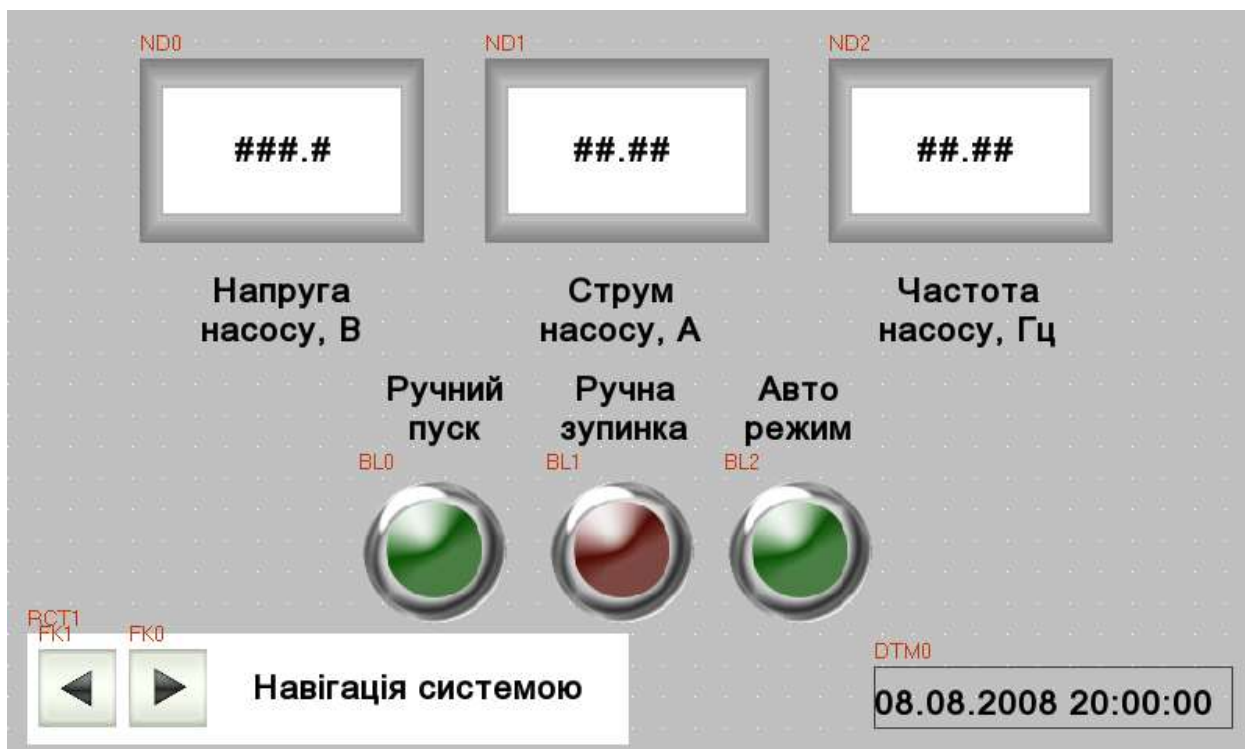 ND0 ND1 ND2
###.# ##.## ##.##
Напруга Струм Частота
насосу, В насосу, А насосу, Гц
Ручний Ручна Авто
пуск зупинка режим
BL0 BL1 BL2
RCT1
FK1 FK0 DTM0
Навігація системою 08.08.2008 20:00:00